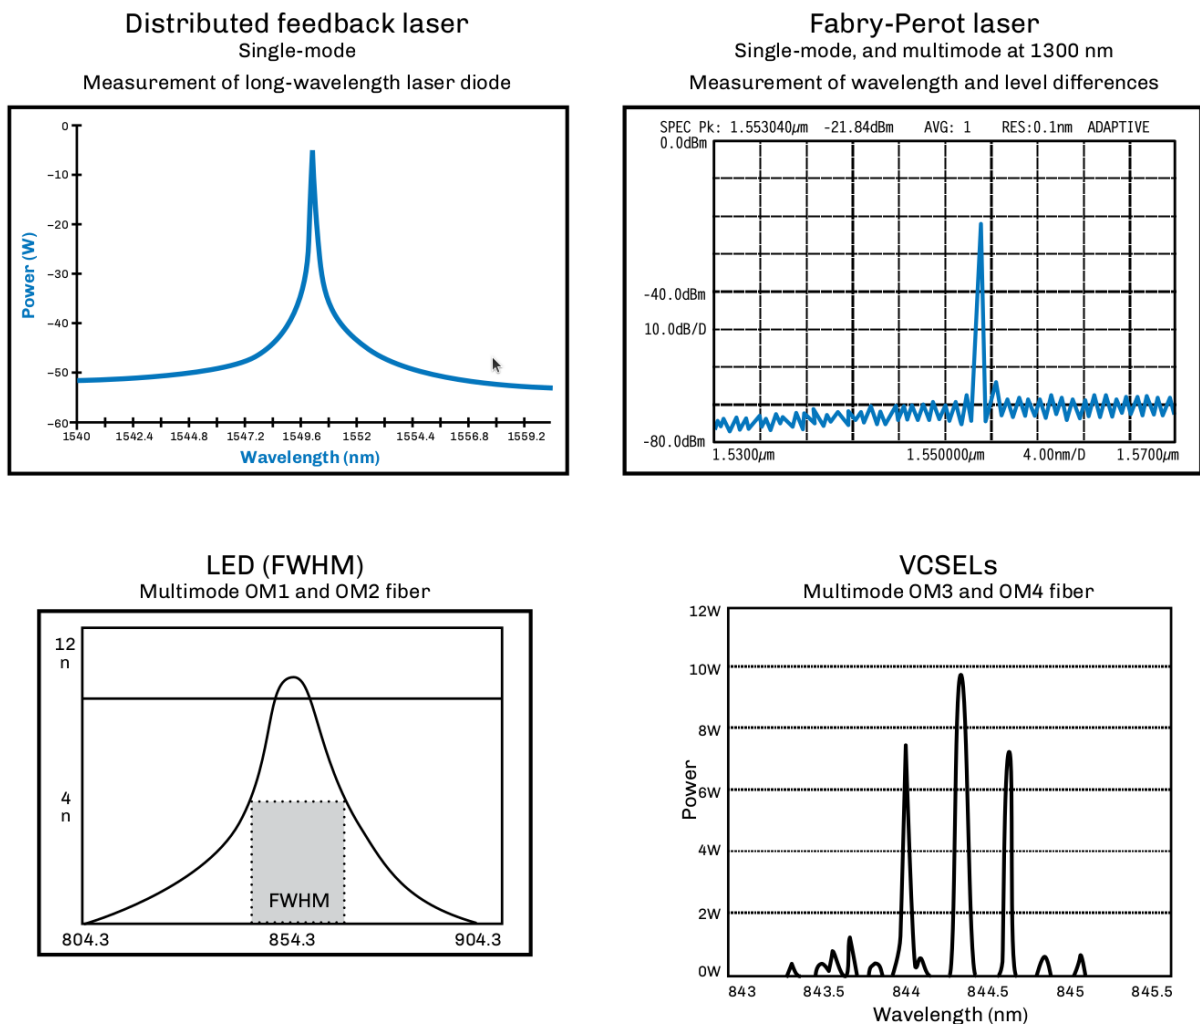 Distributed feedback laser
Single-mode
Measurement of long-wavelength laser diode
0
−10
−20
−30
−40
−50
−60
Power (W)
1540 1542.4 1544.8 1547.2 1549.6 1552 1554.4 1556.8 1559.2
Wavelength (nm)
Fabry-Perot laser
Single-mode, and multimode at 1300 nm
Measurement of wavelength and level differences
SPEC Pk: 1.553040µm -21.84dBm AVG: 1 RES:0.1nm ADAPTIVE
0.0dBm
-40.0dBm
10.0dB/D
-80.0dBm
1.5300µm 1.550000µm 4.00nm/D 1.5700µm
LED (FWHM)
Multimode OM1 and OM2 fiber
12
n
4
n
FWHM
804.3 854.3 904.3
VCSELs
Multimode OM3 and OM4 fiber
12W
10W
8W
6W
4W
2W
0W
Power
843 843.5 844 844.5 845 845.5
Wavelength (nm)